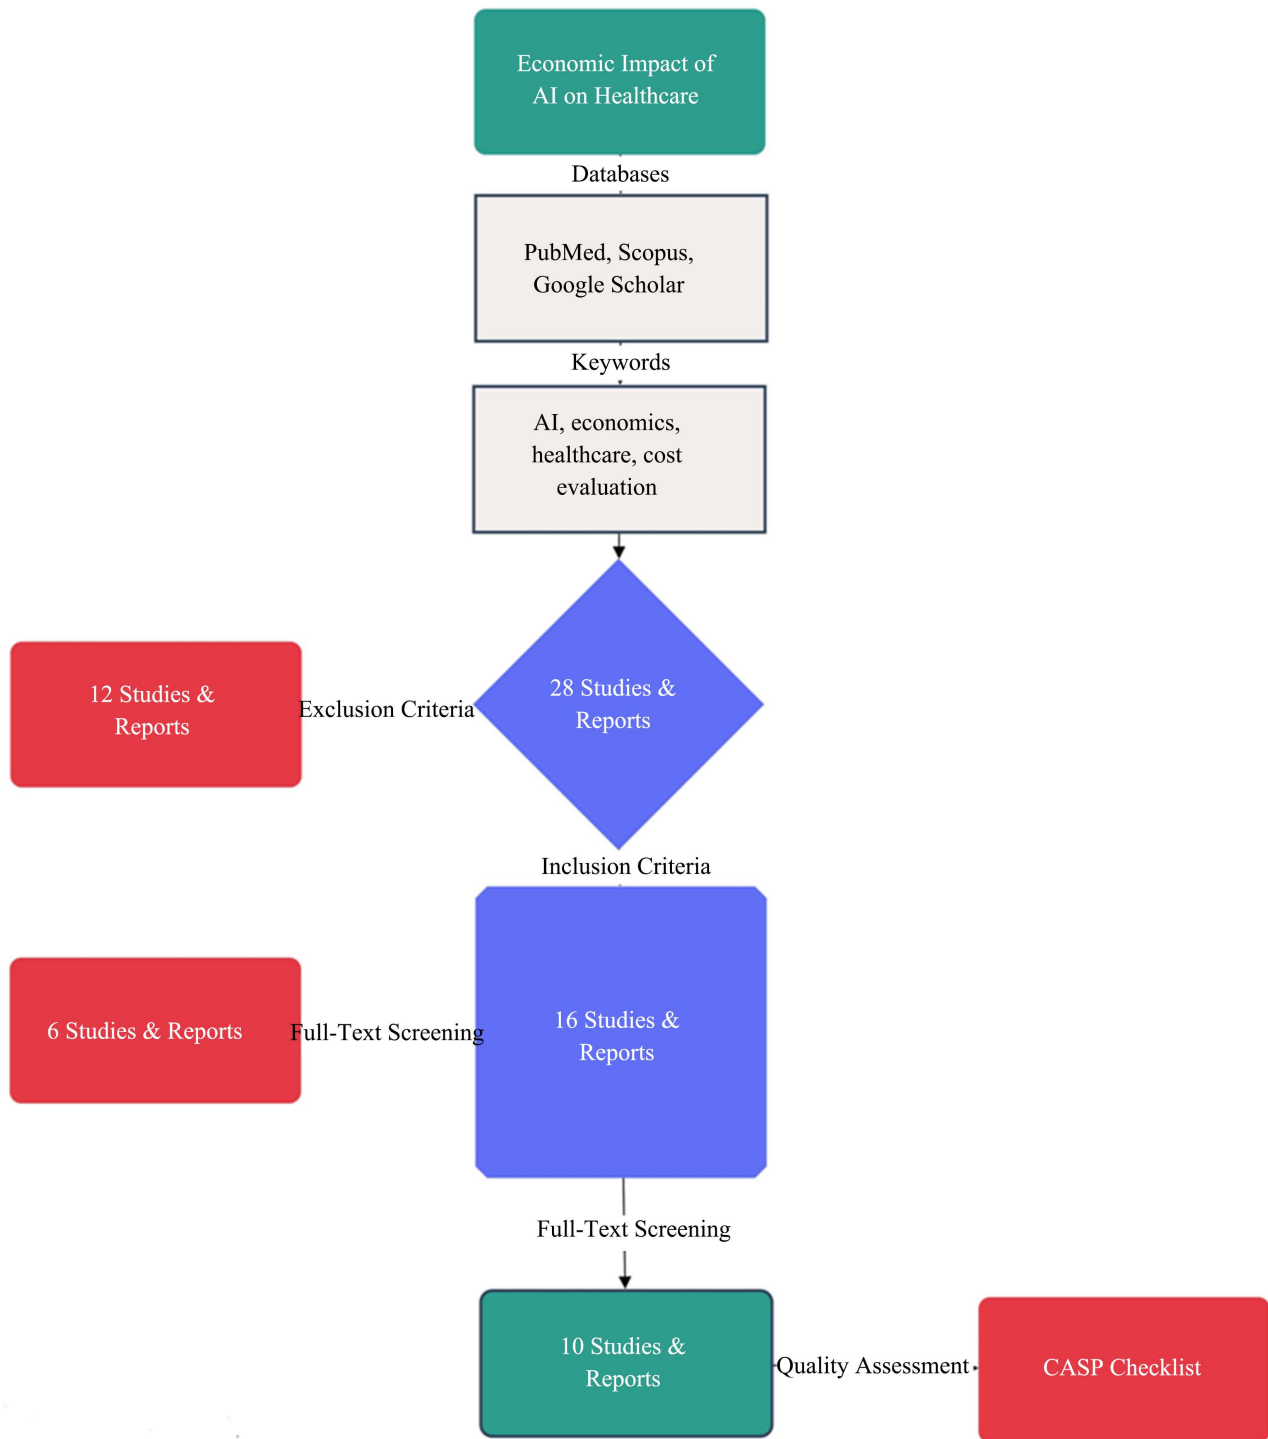 Economic Impact of
AI on Healthcare
Databases
PubMed, Scopus,
Google Scholar
Keywords
AI, economics,
healthcare, cost
evaluation
12 Studies &
Reports
Exclusion Criteria
28 Studies &
Reports
Inclusion Criteria
6 Studies & Reports
Full-Text Screening
16 Studies &
Reports
Full-Text Screening
10 Studies &
Reports
Quality Assessment
CASP Checklist